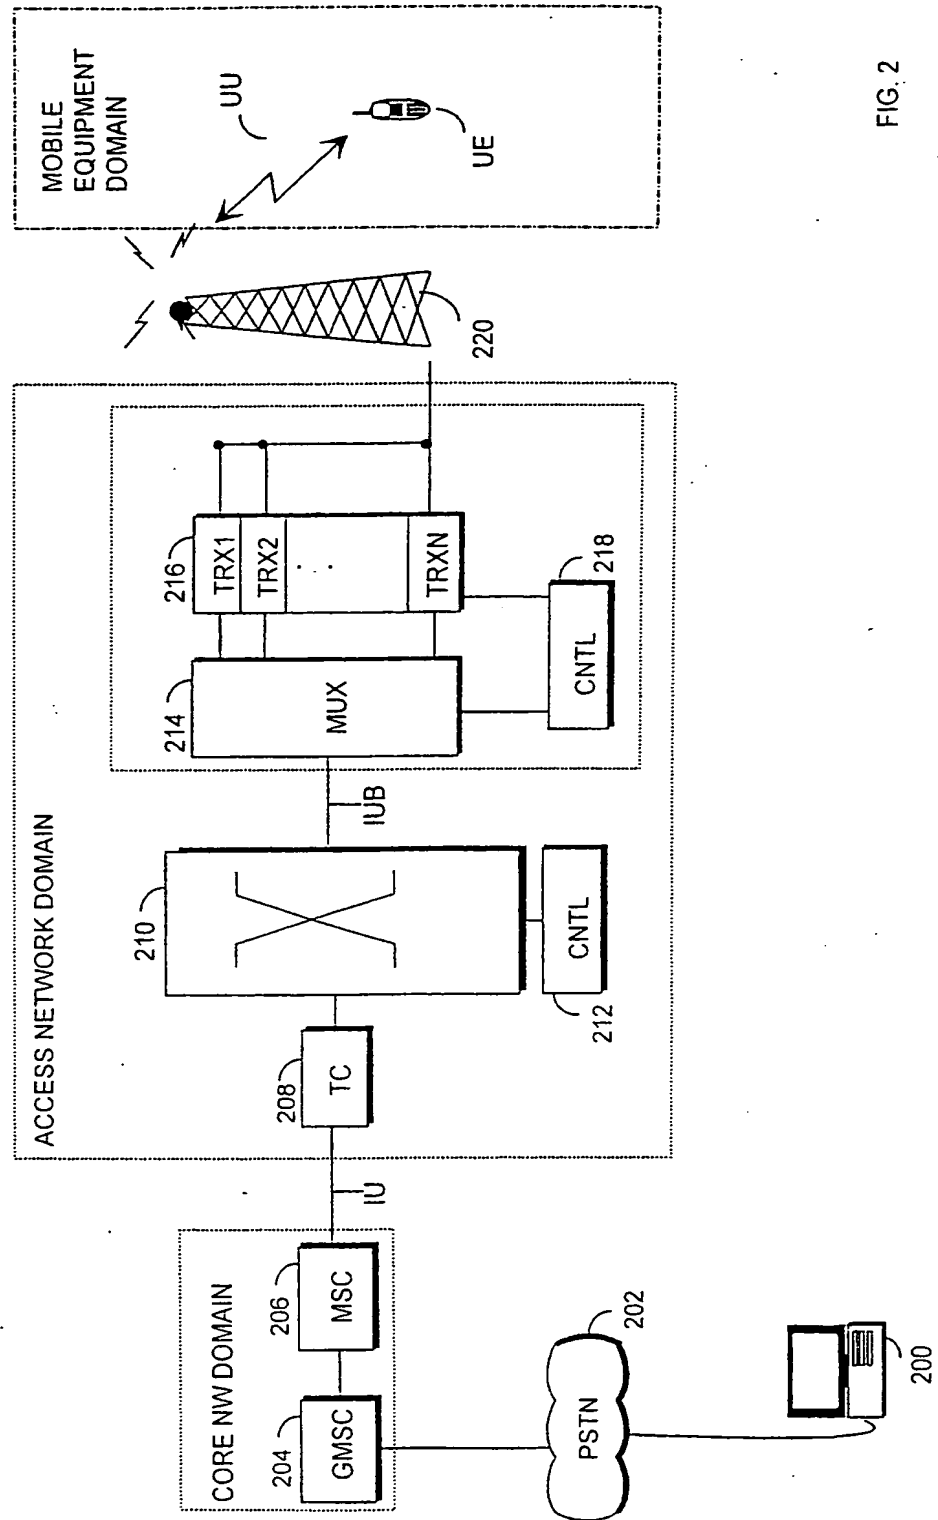 CORE NW DOMAIN
204
GMSC
206
MSC
IU
PSTN
202
200
ACCESS NETWORK DOMAIN
208
TC
210
212
CNTL
IUB
214
MUX
216
TRX1
TRX2
. . .
TRXN
218
CNTL
220
MOBILE
EQUIPMENT
DOMAIN
UU
UE
FIG. 2